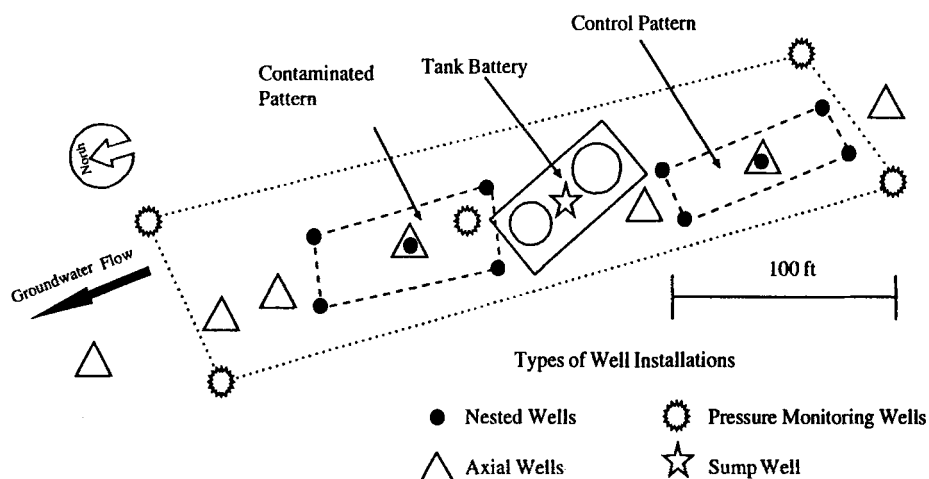 Control Pattern
Tank Battery
Contaminated
Pattern
North
Groundwater Flow
100 ft
Types of Well Installations
Nested Wells
Pressure Monitoring Wells
Axial Wells
Sump Well